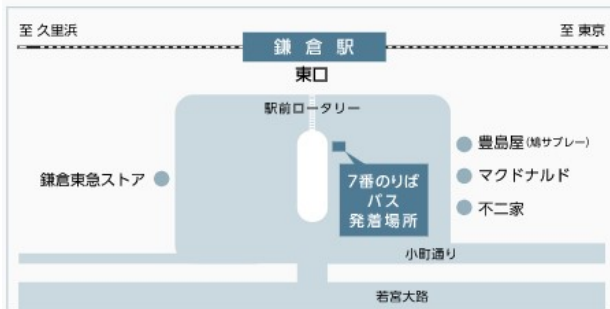 至 久里浜
至 東京
鎌倉駅
東口
駅前ロータリー
豊島屋(鳩サブレー)
マクドナルド
不二家
鎌倉東急ストア
7番のりば
バス
発着場所
小町通り
若宮大路